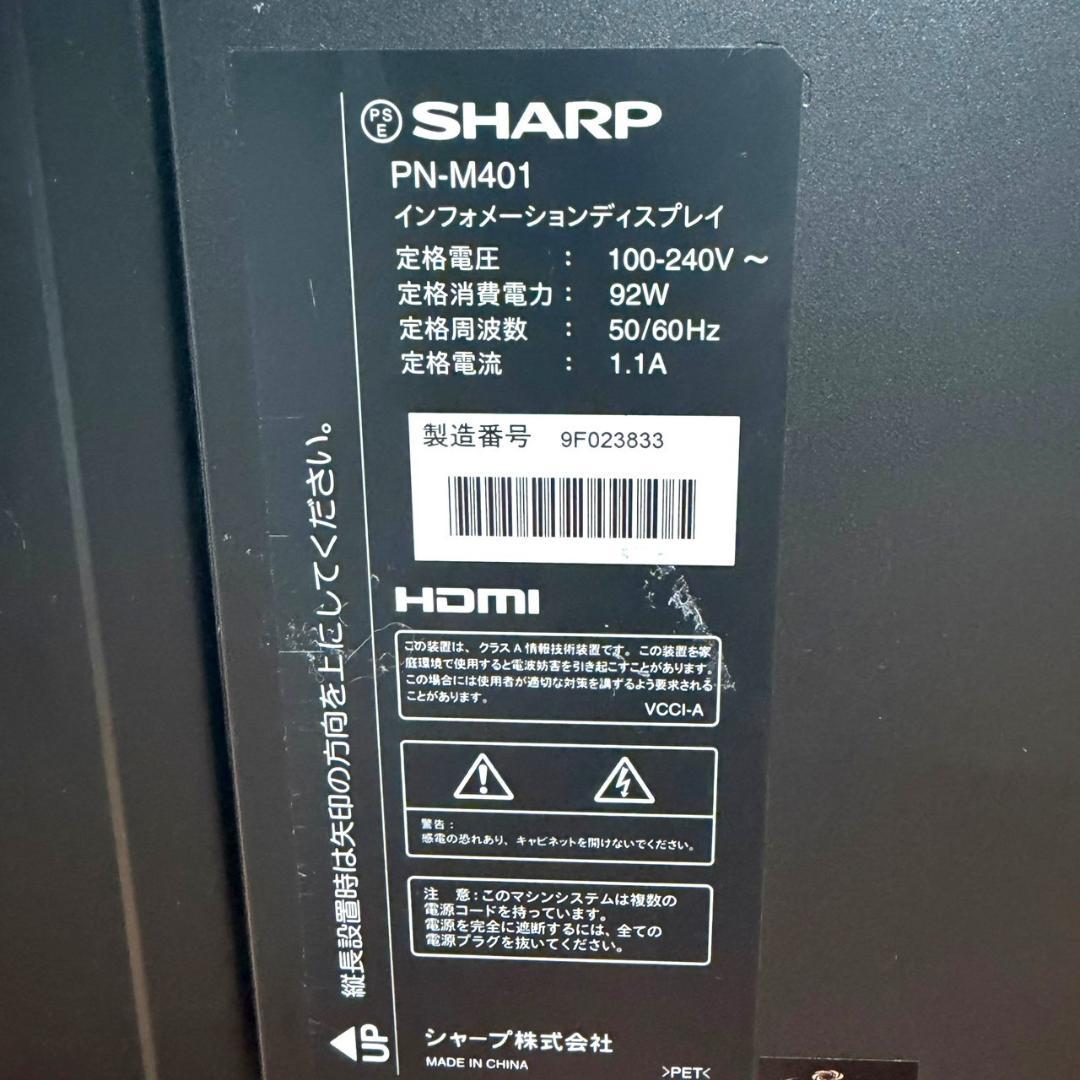 PSE SHARP
PN-M401
インフォメーションディスプレイ
定格電圧 : 100-240V ～
定格消費電力 : 92W
定格周波数 : 50/60Hz
定格電流 : 1.1A
製造番号 9F023833
HDMI
この装置は、クラス A 情報技術装置です。この装置を家
庭環境で使用すると電波妨害を引き起こすことがあります。
この場合には使用者が適切な対策を講ずるよう要求される
ことがあります。
VCCI-A
警告：
感電の恐れあり、キャビネットを開けないでください。
注 意：このマシンシステムは複数の
電源コードを持っています。
電源を完全に遮断するには、全ての
電源プラグを抜いてください。
シャープ株式会社
MADE IN CHINA
>PET<
縦長設置時は矢印の方向を上にしてください。
UP